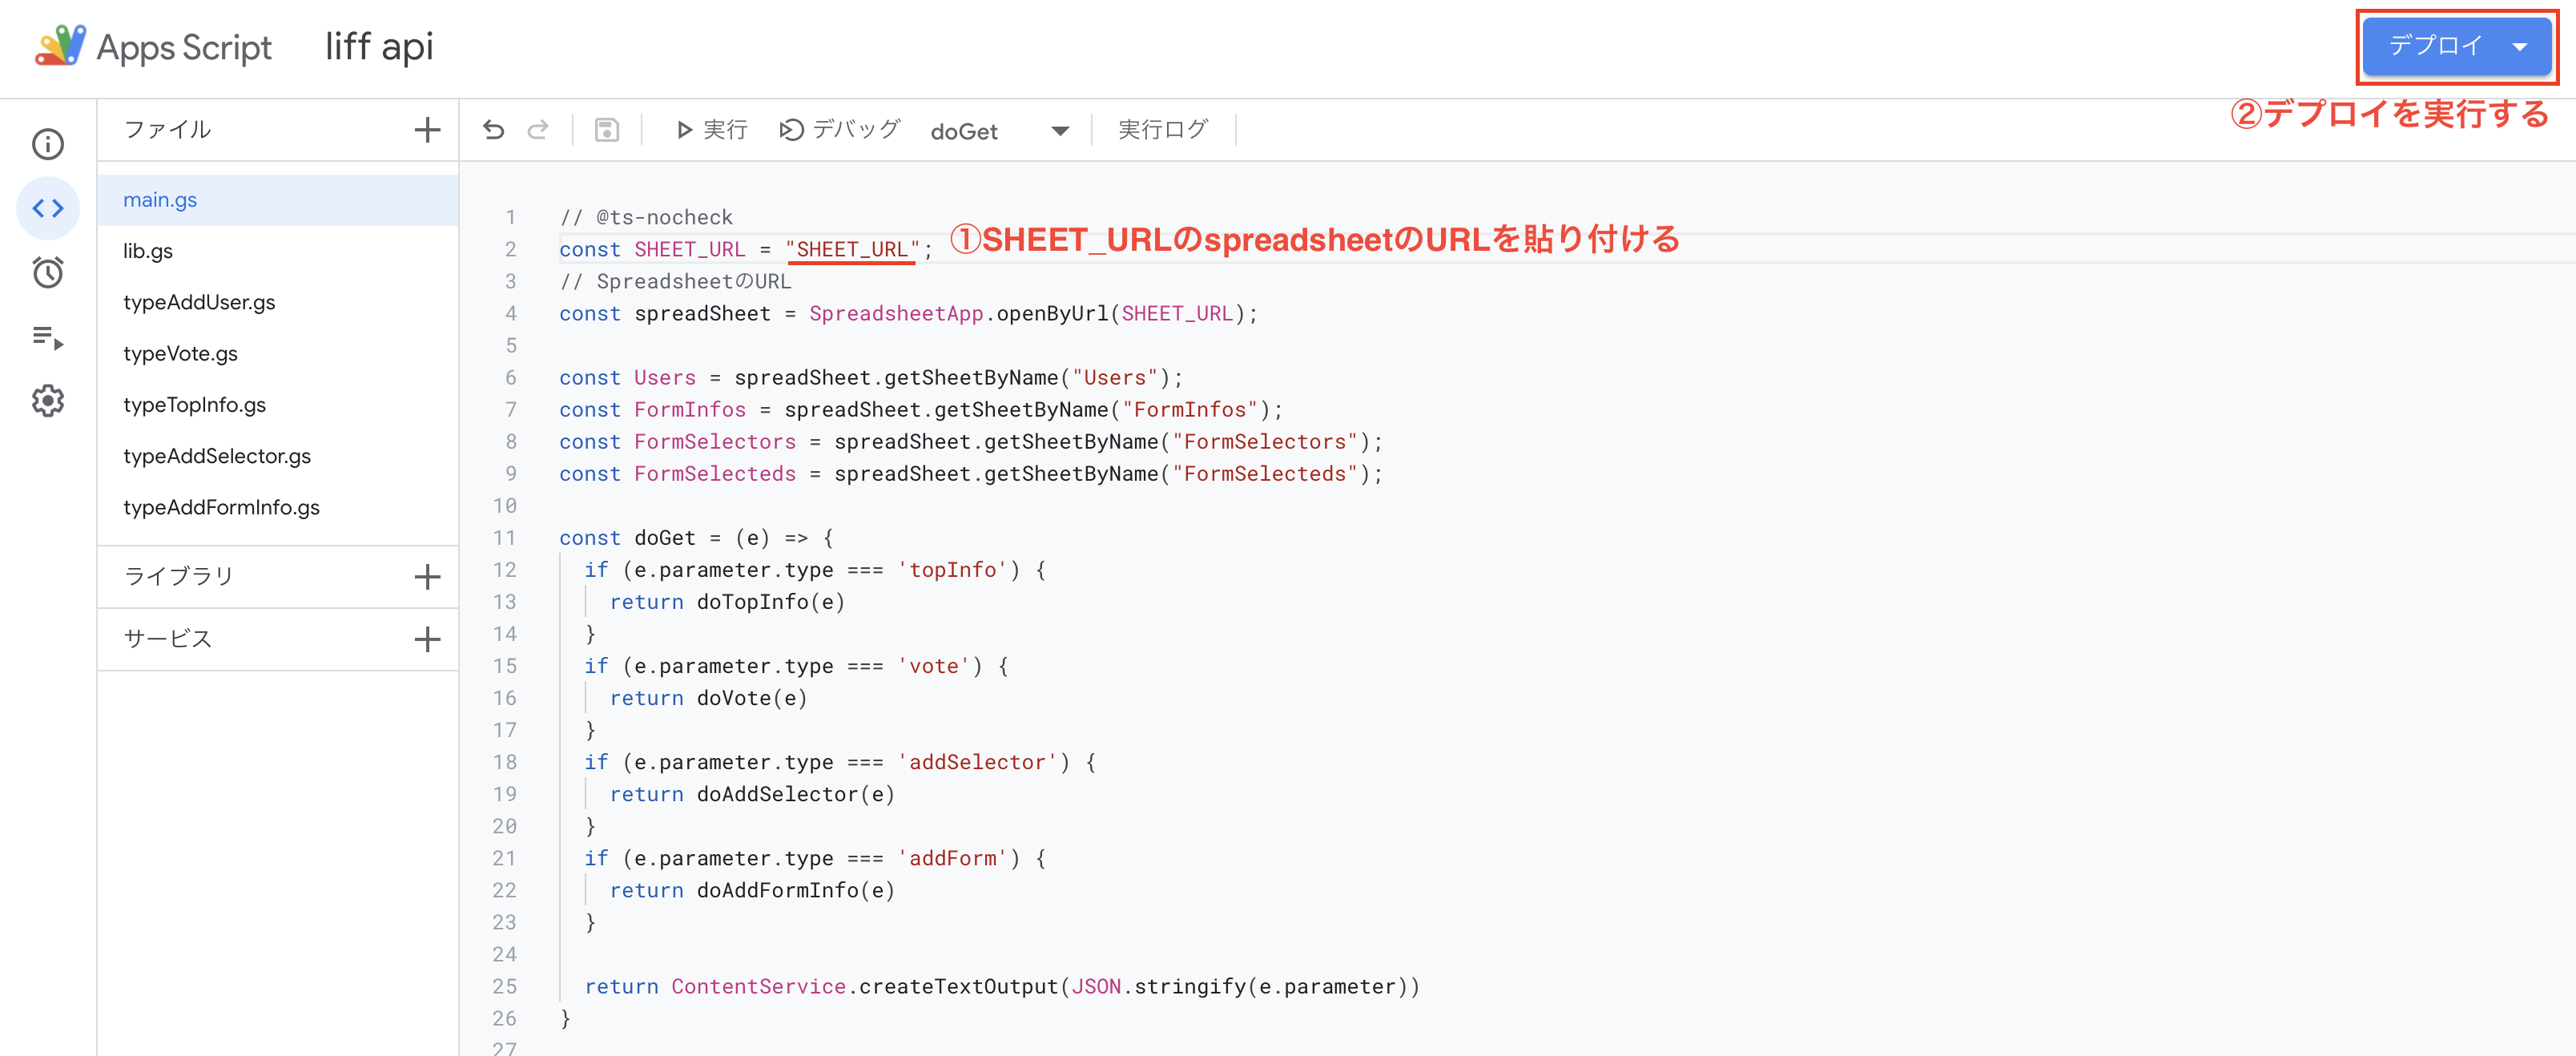 Apps Script
liff api
デプロイ
②デプロイを実行する
ファイル
実行
デバッグ
doGet
実行ログ
main.gs
lib.gs
typeAddUser.gs
typeVote.gs
typeTopInfo.gs
typeAddSelector.gs
typeAddFormInfo.gs
ライブラリ
サービス
1 // @ts-nocheck
2 const SHEET_URL = "SHEET_URL"; ①SHEET_URLのspreadsheetのURLを貼り付ける
3 // SpreadsheetのURL
4 const spreadSheet = SpreadsheetApp.openByUrl(SHEET_URL);
5
6 const Users = spreadSheet.getSheetByName("Users");
7 const FormInfos = spreadSheet.getSheetByName("FormInfos");
8 const FormSelectors = spreadSheet.getSheetByName("FormSelectors");
9 const FormSelecteds = spreadSheet.getSheetByName("FormSelecteds");
10
11 const doGet = (e) => {
12 if (e.parameter.type === 'topInfo') {
13 return doTopInfo(e)
14 }
15 if (e.parameter.type === 'vote') {
16 return doVote(e)
17 }
18 if (e.parameter.type === 'addSelector') {
19 return doAddSelector(e)
20 }
21 if (e.parameter.type === 'addForm') {
22 return doAddFormInfo(e)
23 }
24
25 return ContentService.createTextOutput(JSON.stringify(e.parameter))
26 }
27